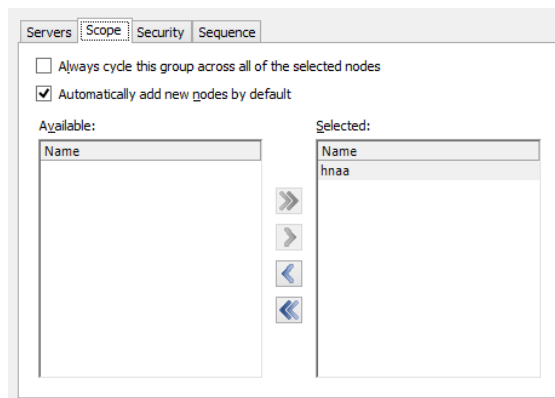 Servers Scope Security Sequence
Always cycle this group across all of the selected nodes
Automatically add new nodes by default
Available: Selected:
Name Name
hnaa